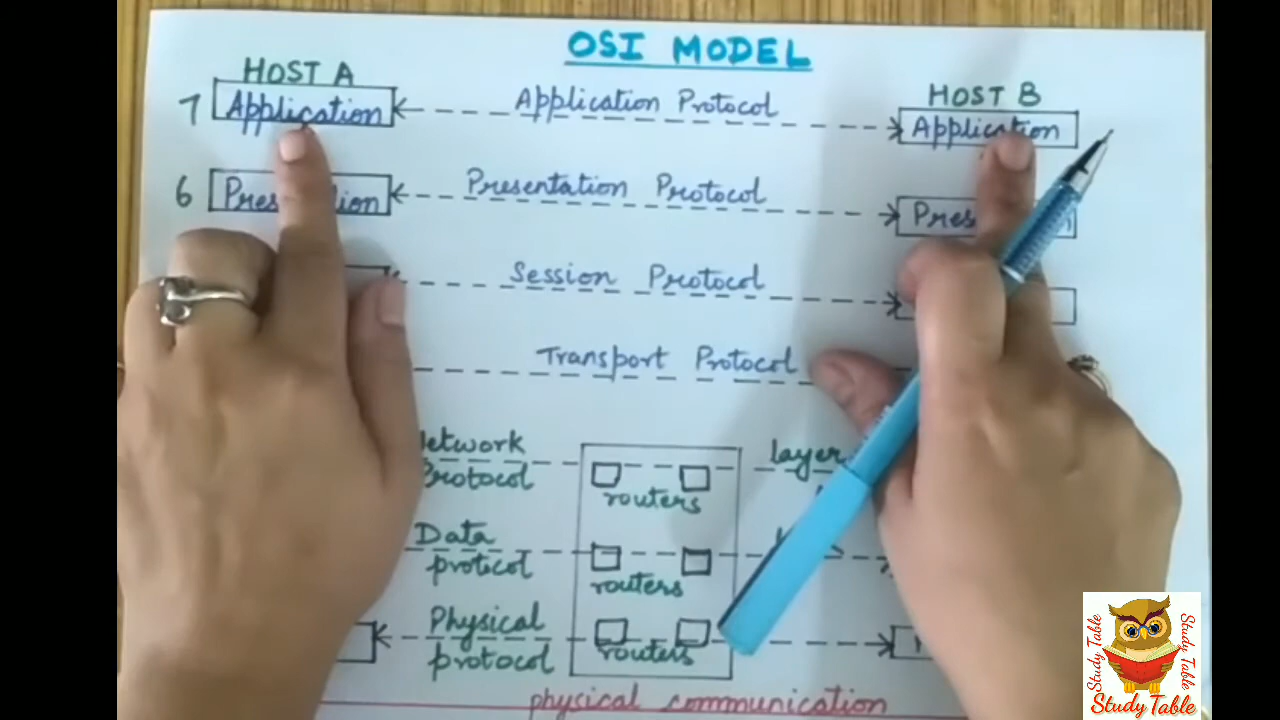 OSI MODEL
HOST A
HOST B
7 Application
Application Protocol
Application
6
Presentation Protocol
Session Protocol
Transport Protocol
Network
Protocol
layer
routers
Data
protocol
routers
Physical
protocol
routers
physical communication
Study Table
Study Table
Study Table